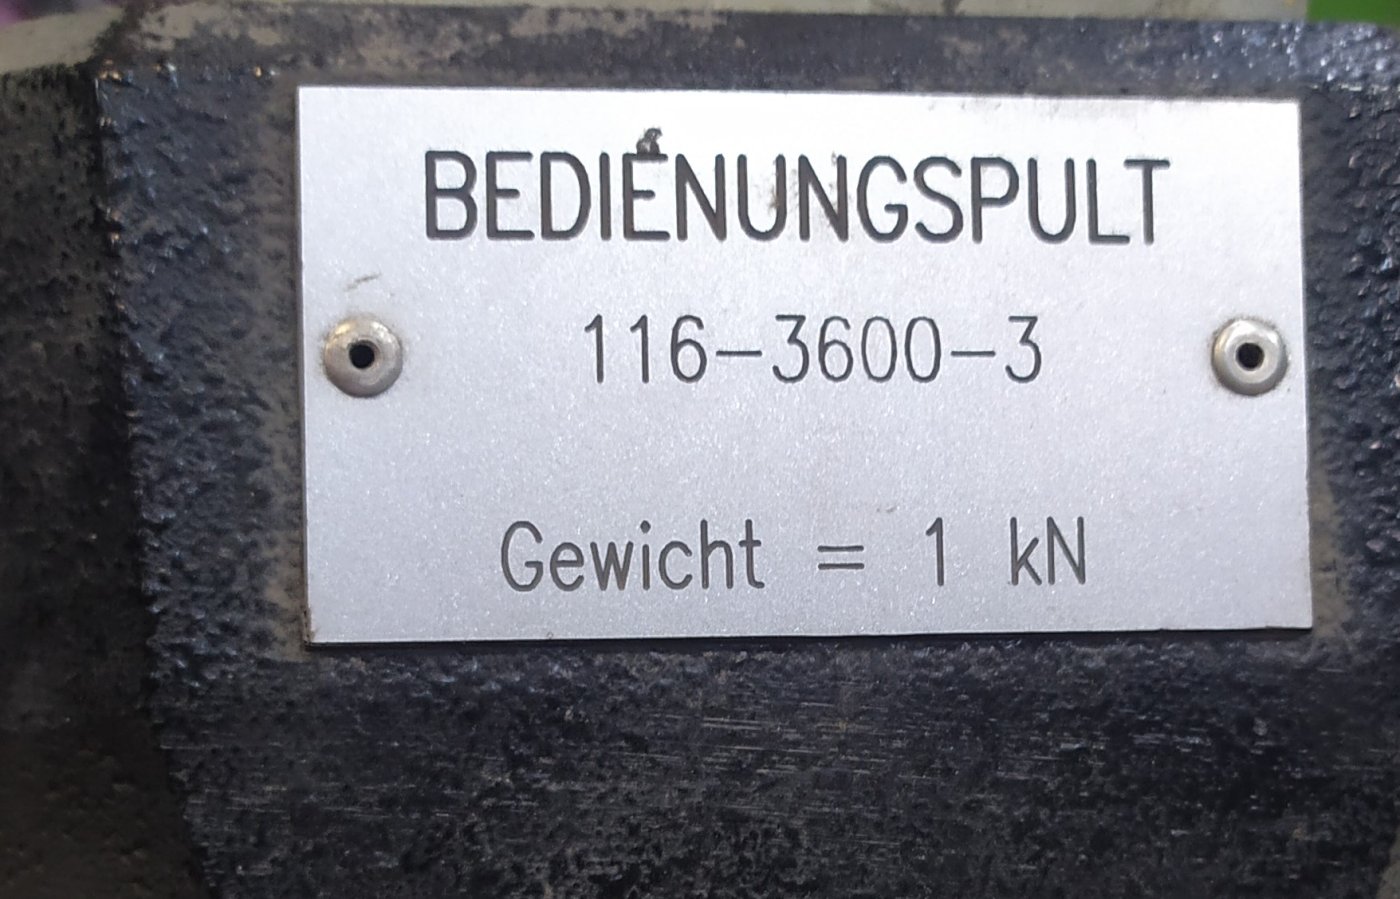 BEDIENUNGSPULT
116-3600-3
Gewicht = 1 kN